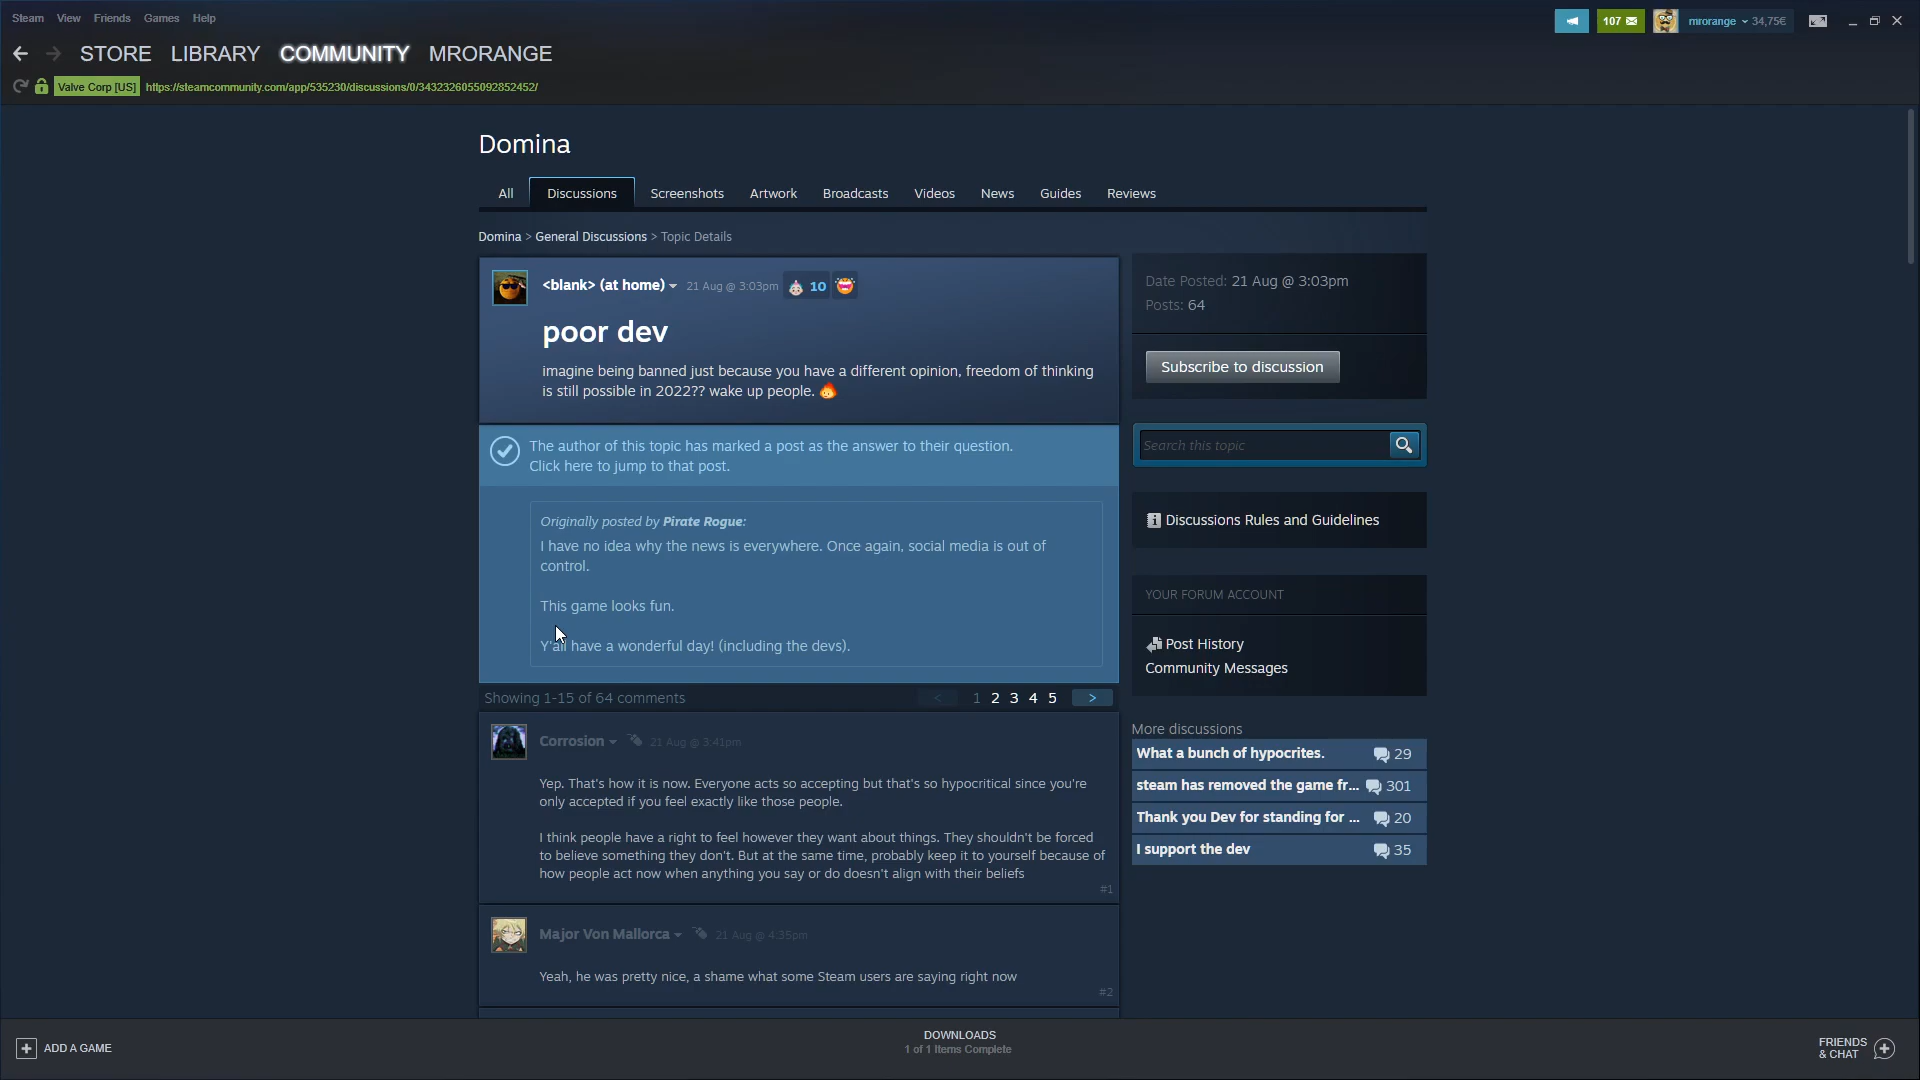 Steam View Friends Games Help
107
mrorange 34,75€
STORE LIBRARY COMMUNITY MRORANGE
Valve Corp [US] https://steamcommunity.com/app/535230/discussions/0/3432326055092852452/
Domina
All Discussions Screenshots Artwork Broadcasts Videos News Guides Reviews
Domina > General Discussions > Topic Details
<blank> (at home) 21 Aug @ 3:03pm 10
poor dev
imagine being banned just because you have a different opinion, freedom of thinking
is still possible in 2022?? wake up people.
The author of this topic has marked a post as the answer to their question.
Click here to jump to that post.
Originally posted by Pirate Rogue:
I have no idea why the news is everywhere. Once again, social media is out of
control.
This game looks fun.
Y'all have a wonderful day! (including the devs).
Showing 1-15 of 64 comments
< 1 2 3 4 5 >
Corrosion 21 Aug @ 3:41pm
Yep. That's how it is now. Everyone acts so accepting but that's so hypocritical since you're
only accepted if you feel exactly like those people.
I think people have a right to feel however they want about things. They shouldn't be forced
to believe something they don't. But at the same time, probably keep it to yourself because of
how people act now when anything you say or do doesn't align with their beliefs
#1
Major Von Mallorca 21 Aug @ 4:35pm
Yeah, he was pretty nice, a shame what some Steam users are saying right now
#2
Date Posted: 21 Aug @ 3:03pm
Posts: 64
Subscribe to discussion
Search this topic
Discussions Rules and Guidelines
YOUR FORUM ACCOUNT
Post History
Community Messages
More discussions
What a bunch of hypocrites. 29
steam has removed the game fr... 301
Thank you Dev for standing for ... 20
I support the dev 35
ADD A GAME
DOWNLOADS
1 of 1 Items Complete
FRIENDS
& CHAT